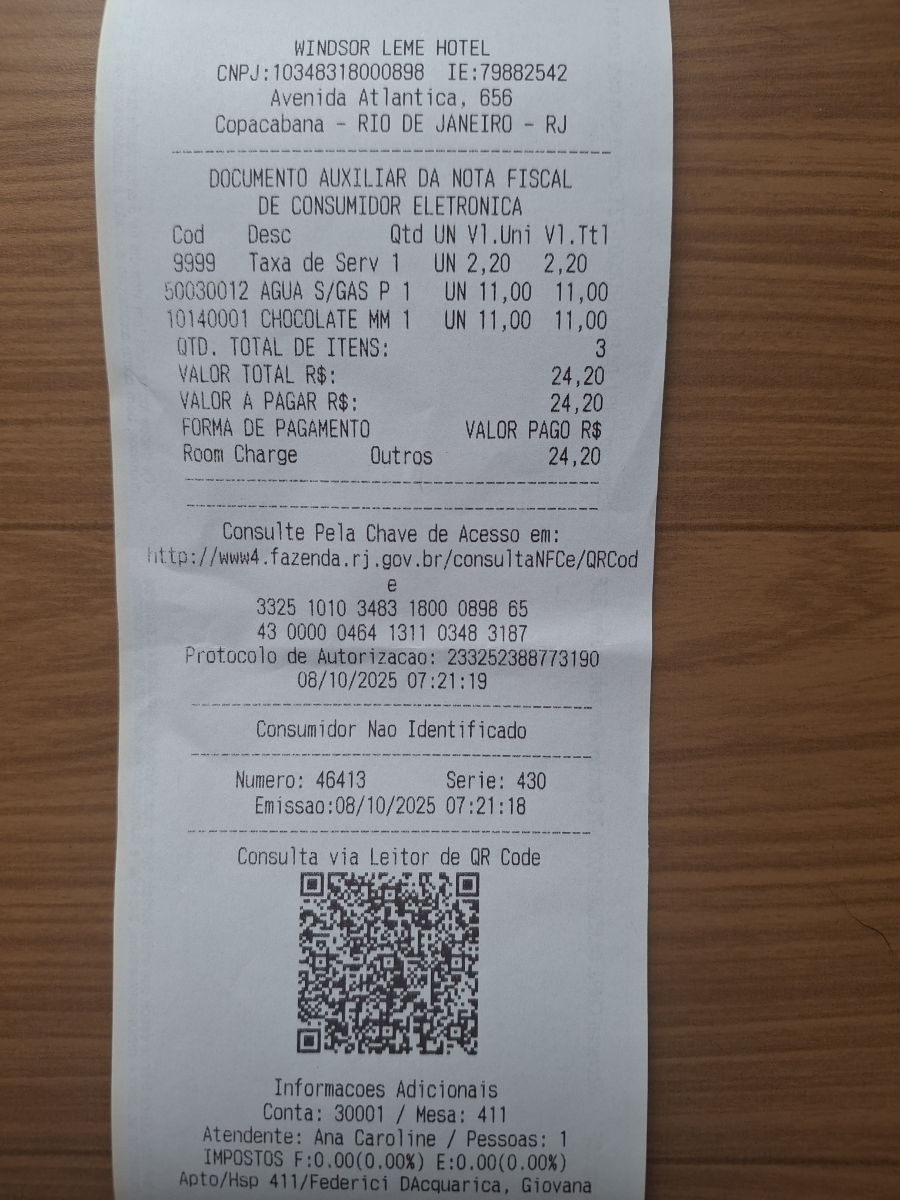 WINDSOR LEME HOTEL
CNPJ:10348318000898 IE:79882542
Avenida Atlantica, 656
Copacabana - RIO DE JANEIRO - RJ
DOCUMENTO AUXILIAR DA NOTA FISCAL
DE CONSUMIDOR ELETRONICA
Cod Desc Qtd UN Vl.Uni Vl.Ttl
9999 Taxa de Serv 1 UN 2,20 2,20
50030012 AGUA S/GAS P 1 UN 11,00 11,00
10140001 CHOCOLATE MM 1 UN 11,00 11,00
QTD. TOTAL DE ITENS: 3
VALOR TOTAL R$: 24,20
VALOR A PAGAR R$: 24,20
FORMA DE PAGAMENTO VALOR PAGO R$
Room Charge Outros 24,20
Consulte Pela Chave de Acesso em:
http://www4.fazenda.rj.gov.br/consultaNFCe/QRCod
e
3325 1010 3483 1800 0898 65
43 0000 0464 1311 0348 3187
Protocolo de Autorizacao: 233252388773190
08/10/2025 07:21:19
Consumidor Nao Identificado
Numero: 46413 Serie: 430
Emissao:08/10/2025 07:21:18
Consulta via Leitor de QR Code
Informacoes Adicionais
Conta: 30001 / Mesa: 411
Atendente: Ana Caroline / Pessoas: 1
IMPOSTOS F:0.00(0.00%) E:0.00(0.00%)
Apto/Hsp 411/Federici DAcquarica, Giovana